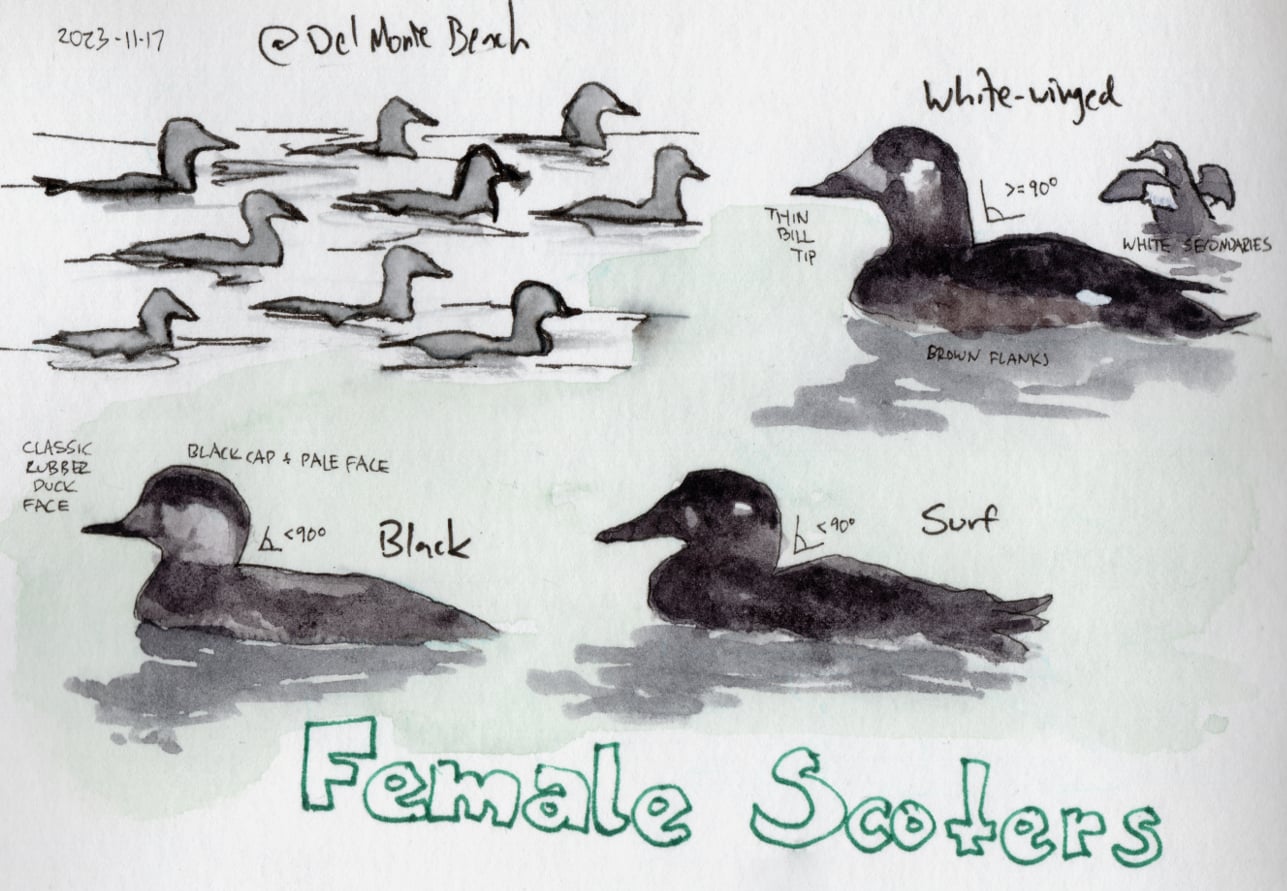 2023-11-17
@ Del Monte Beach
White-winged
>=90°
THIN
BILL
TIP
WHITE SECONDARIES
BROWN FLANKS
CLASSIC
RUBBER
DUCK
FACE
BLACK CAP + PALE FACE
<90°
Black
<90°
Surf
Female Scoters